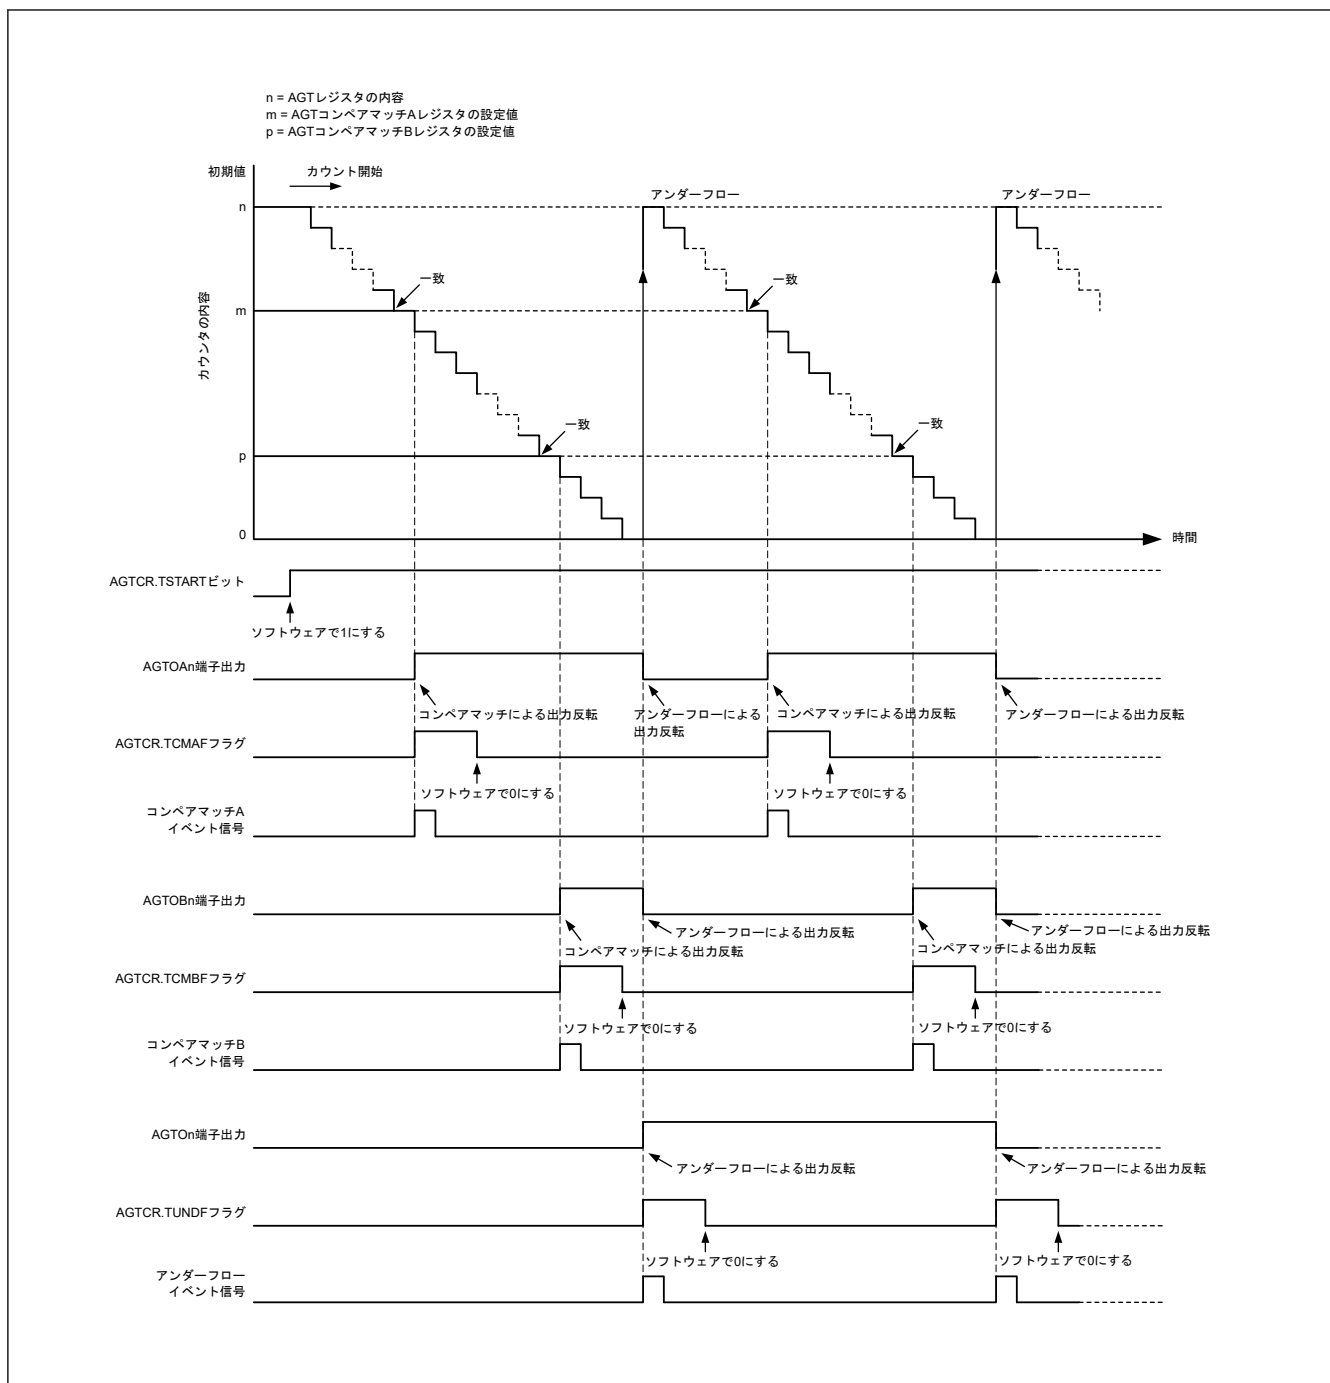 n = AGTレジスタの内容
m = AGTコンペアマッチAレジスタの設定値
p = AGTコンペアマッチBレジスタの設定値
初期値
カウント開始
アンダーフロー
アンダーフロー
n
一致
一致
m
カウンタの内容
一致
一致
p
0
時間
AGTCR.TSTARTビット
ソフトウェアで1にする
AGTOAn端子出力
コンペアマッチによる出力反転
アンダーフローによる
出力反転
コンペアマッチによる出力反転
アンダーフローによる出力反転
AGTCR.TCMAFフラグ
ソフトウェアで0にする
ソフトウェアで0にする
コンペアマッチA
イベント信号
AGTOBn端子出力
コンペアマッチによる出力反転
アンダーフローによる出力反転
コンペアマッチによる出力反転
アンダーフローによる出力反転
AGTCR.TCMBFフラグ
ソフトウェアで0にする
ソフトウェアで0にする
コンペアマッチB
イベント信号
AGTOn端子出力
アンダーフローによる出力反転
アンダーフローによる出力反転
AGTCR.TUNDFフラグ
ソフトウェアで0にする
ソフトウェアで0にする
アンダーフロー
イベント信号